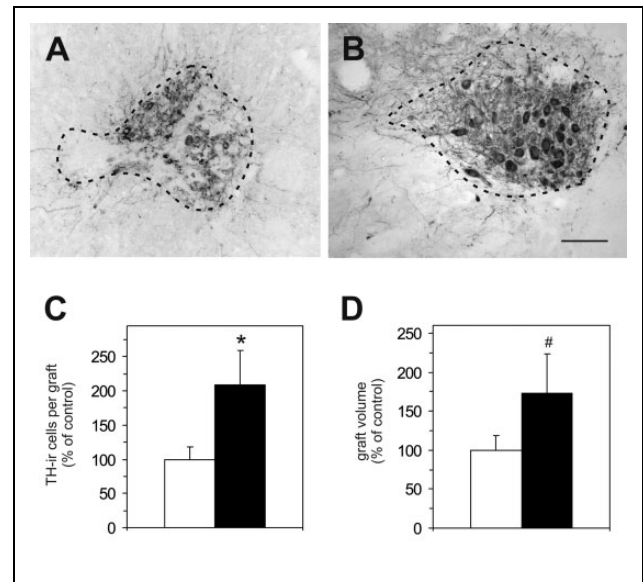 A
B
C
TH-ir cells per graft
(% of control)
250
200
150
100
50
0
*
D
graft volume
(% of control)
250
200
150
100
50
0
#